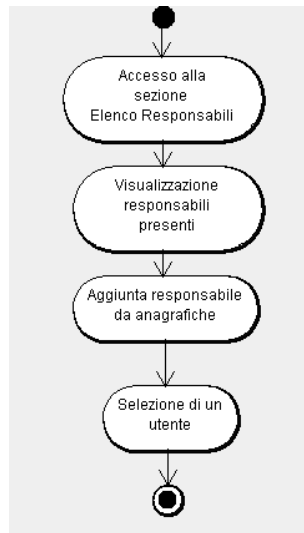 Accesso alla
sezione
Elenco Responsabili
Visualizzazione
responsabili
presenti
Aggiunta responsabile
da anagrafiche
Selezione di un
utente